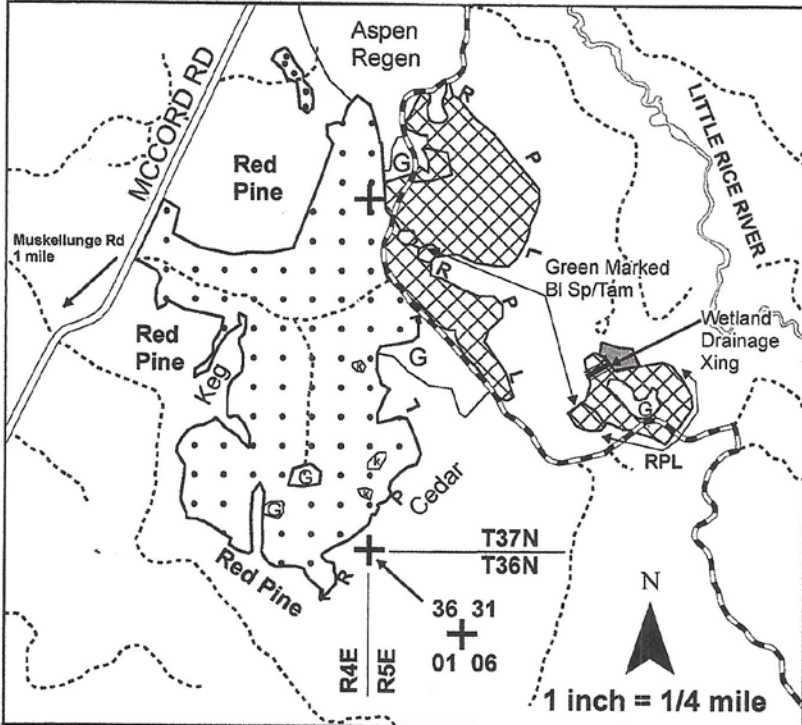 Aspen
Regen
MCCORD RD
Red
Pine
R
P
L
G
LITTLE RICE RIVER
Muskellunge Rd
1 mile
R
P
L
Green Marked
Bl Sp/Tam
Red
Pine
Keg
G
k
Wetland
Drainage
Xing
L
P
R
G
RPL
G
k
k
G
Cedar
Red Pine
T37N
T36N
R4E
R5E
36 31
01 06
N
1 inch = 1/4 mile